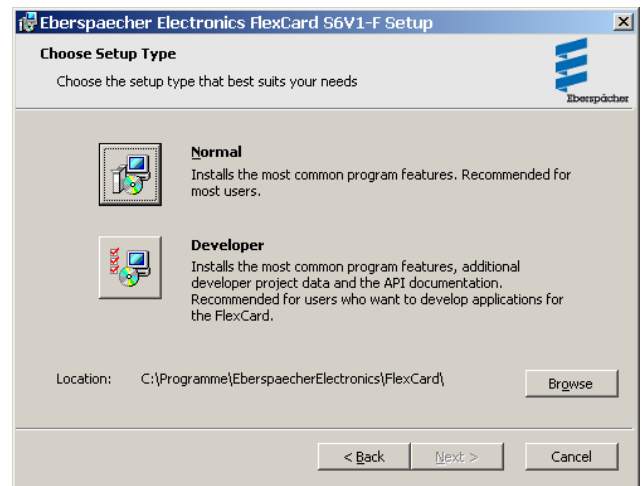 Eberspaecher Electronics FlexCard S6V1-F Setup
Choose Setup Type
Choose the setup type that best suits your needs
Eberspächer
Normal
Installs the most common program features. Recommended for
most users.
Developer
Installs the most common program features, additional
developer project data and the API documentation.
Recommended for users who want to develop applications for
the FlexCard.
Location: C:\Programme\EberspaecherElectronics\FlexCard\ Browse
< Back Next > Cancel